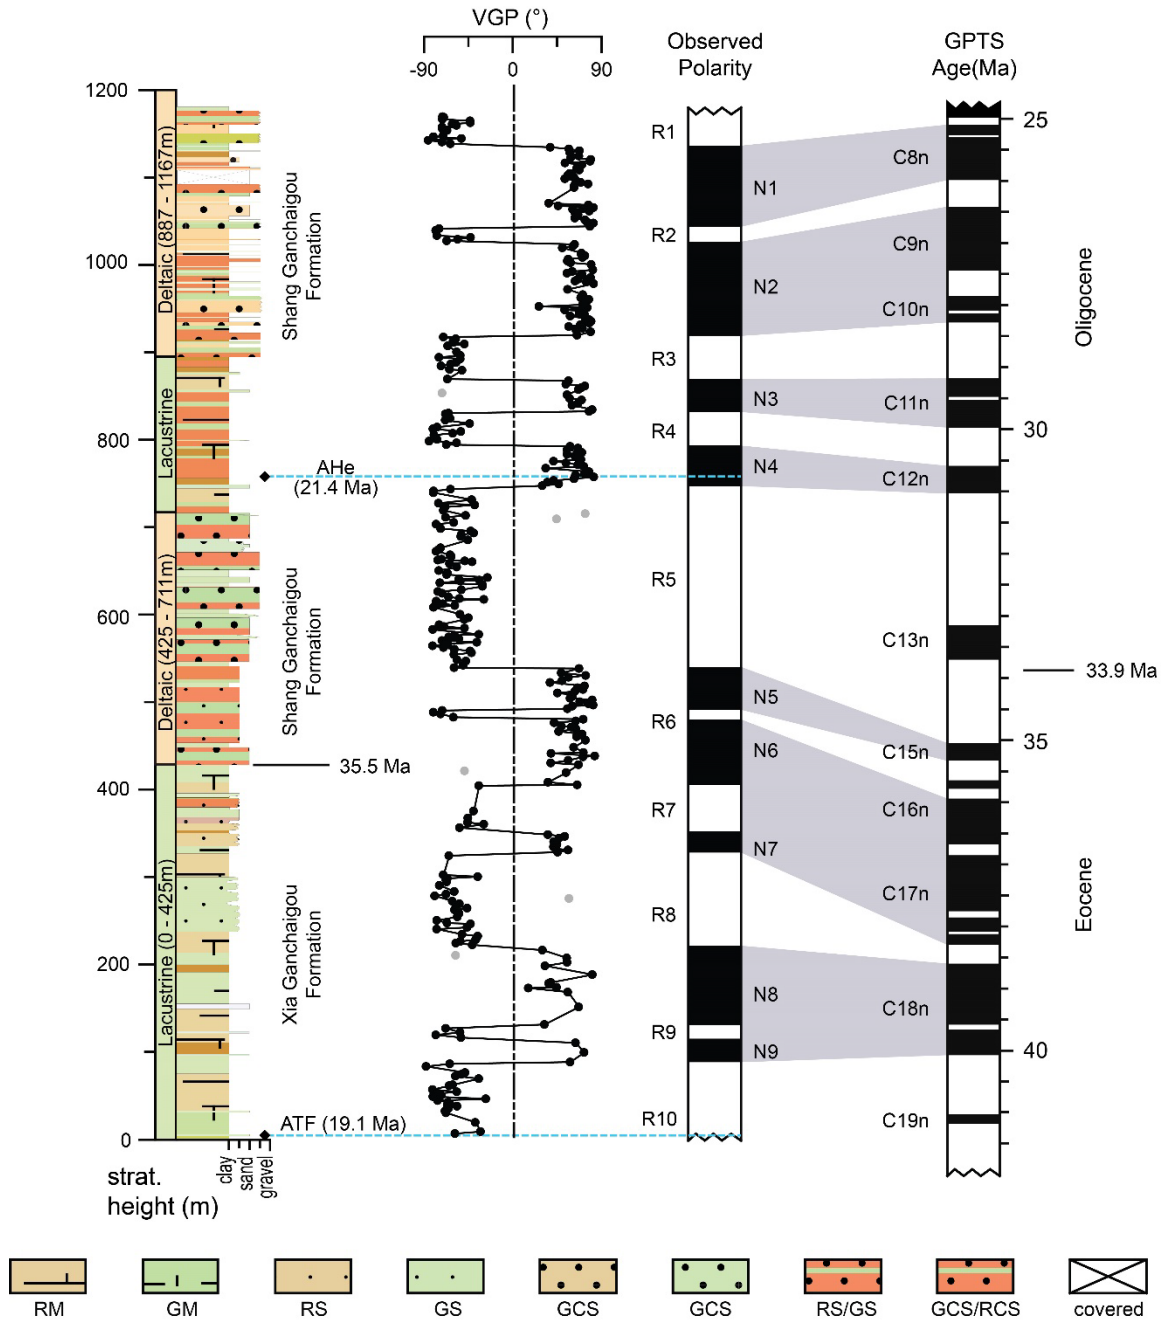 VGP (°)
-90
0
90
Observed
Polarity
GPTS
Age(Ma)
1200
1000
800
600
400
200
0
strat.
height (m)
clay
sand
gravel
Deltaic (887 - 1167m)
Lacustrine
Deltaic (425 - 711m)
Lacustrine (0 - 425m)
Shang Ganchaigou
Formation
Shang Ganchaigou
Formation
Xia Ganchaigou
Formation
AHe
(21.4 Ma)
35.5 Ma
ATF (19.1 Ma)
R1
R2
R3
R4
R5
R6
R7
R8
R9
R10
N1
N2
N3
N4
N5
N6
N7
N8
N9
C8n
C9n
C10n
C11n
C12n
C13n
C15n
C16n
C17n
C18n
C19n
25
30
33.9 Ma
35
40
Oligocene
Eocene
RM
GM
RS
GS
GCS
GCS
RS/GS
GCS/RCS
covered